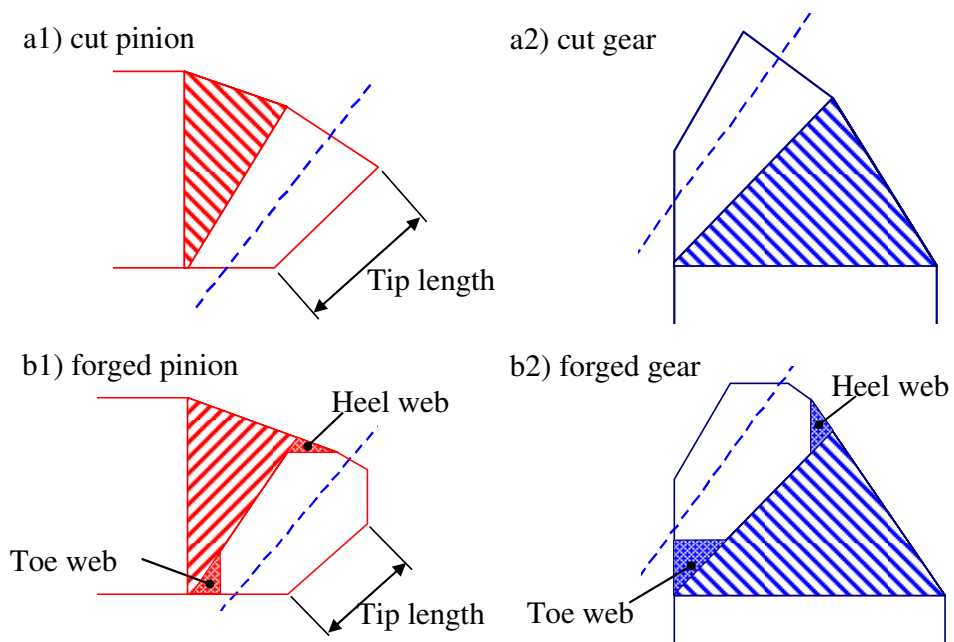 a1) cut pinion
a2) cut gear
Tip length
b1) forged pinion
b2) forged gear
Heel web
Heel web
Toe web
Tip length
Toe web